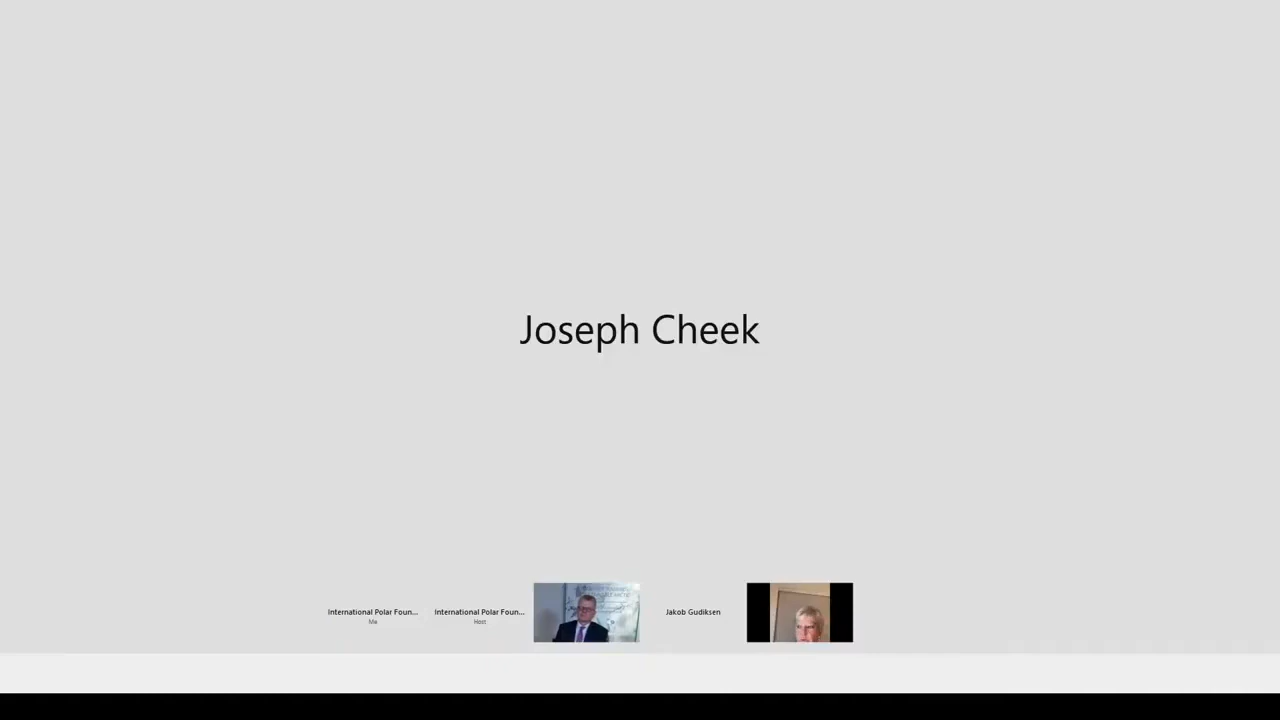 Joseph Cheek
International Polar Foun...
Me
International Polar Foun...
Host
Jakob Gudiksen